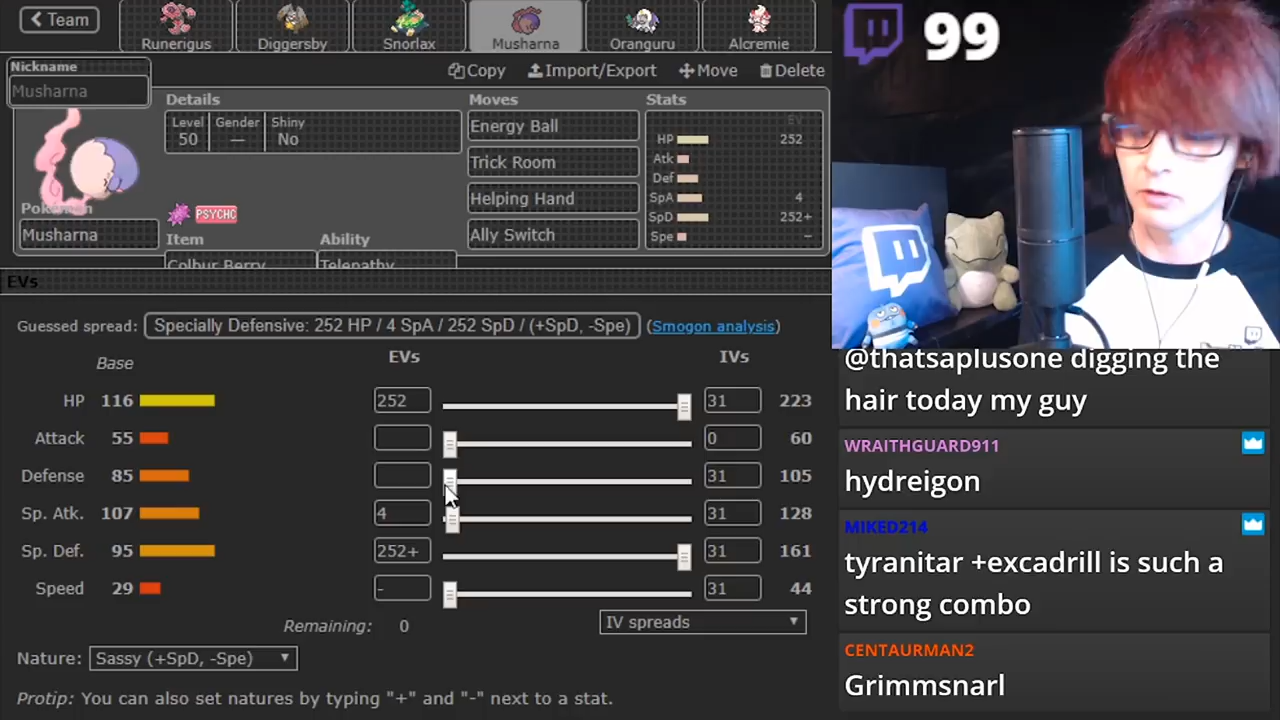 Team
Runerigus
Diggersby
Snorlax
Musharna
Oranguru
Alcremie
99
Copy
Import/Export
Move
Delete
Nickname
Musharna
Details
Level
50
Gender
—
Shiny
No
Moves
Energy Ball
Trick Room
Helping Hand
Ally Switch
Stats
EV
HP 252
Atk
Def
SpA 4
SpD 252+
Spe –
Pokémon
Musharna
PSYCHC
Item
Colbur Berry
Ability
Telepathy
EVs
Guessed spread: Specially Defensive: 252 HP / 4 SpA / 252 SpD / (+SpD, -Spe) (Smogon analysis)
Base EVs IVs
HP 116 252 31 223
Attack 55 0 60
Defense 85 31 105
Sp. Atk. 107 4 31 128
Sp. Def. 95 252+ 31 161
Speed 29 - 31 44
Remaining: 0
IV spreads
Nature: Sassy (+SpD, -Spe)
Protip: You can also set natures by typing "+" and "-" next to a stat.
@thatsaplusone digging the
hair today my guy
WRAITHGUARD911
hydreigon
MIKED214
tyranitar +excadrill is such a
strong combo
CENTAURMAN2
Grimmsnarl